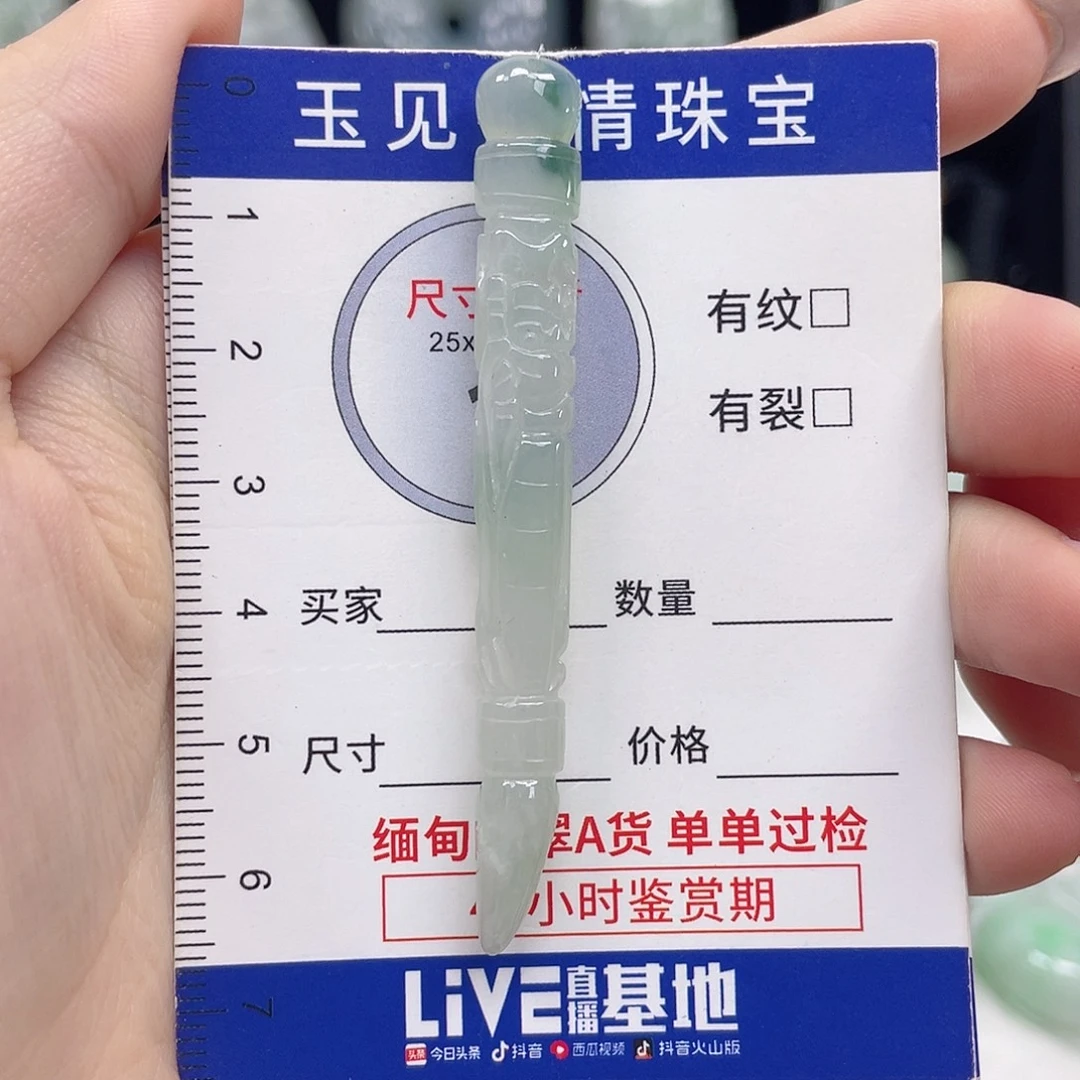 玉见 情珠宝
0
1
2
3
4
5
6
7
尺寸
25x
有纹□
有裂□
买家 数量
尺寸 价格
缅甸 翠A货 单单过检
小时鉴赏期
LiVE直播基地
头条 今日头条 抖音 西瓜视频 抖音火山版